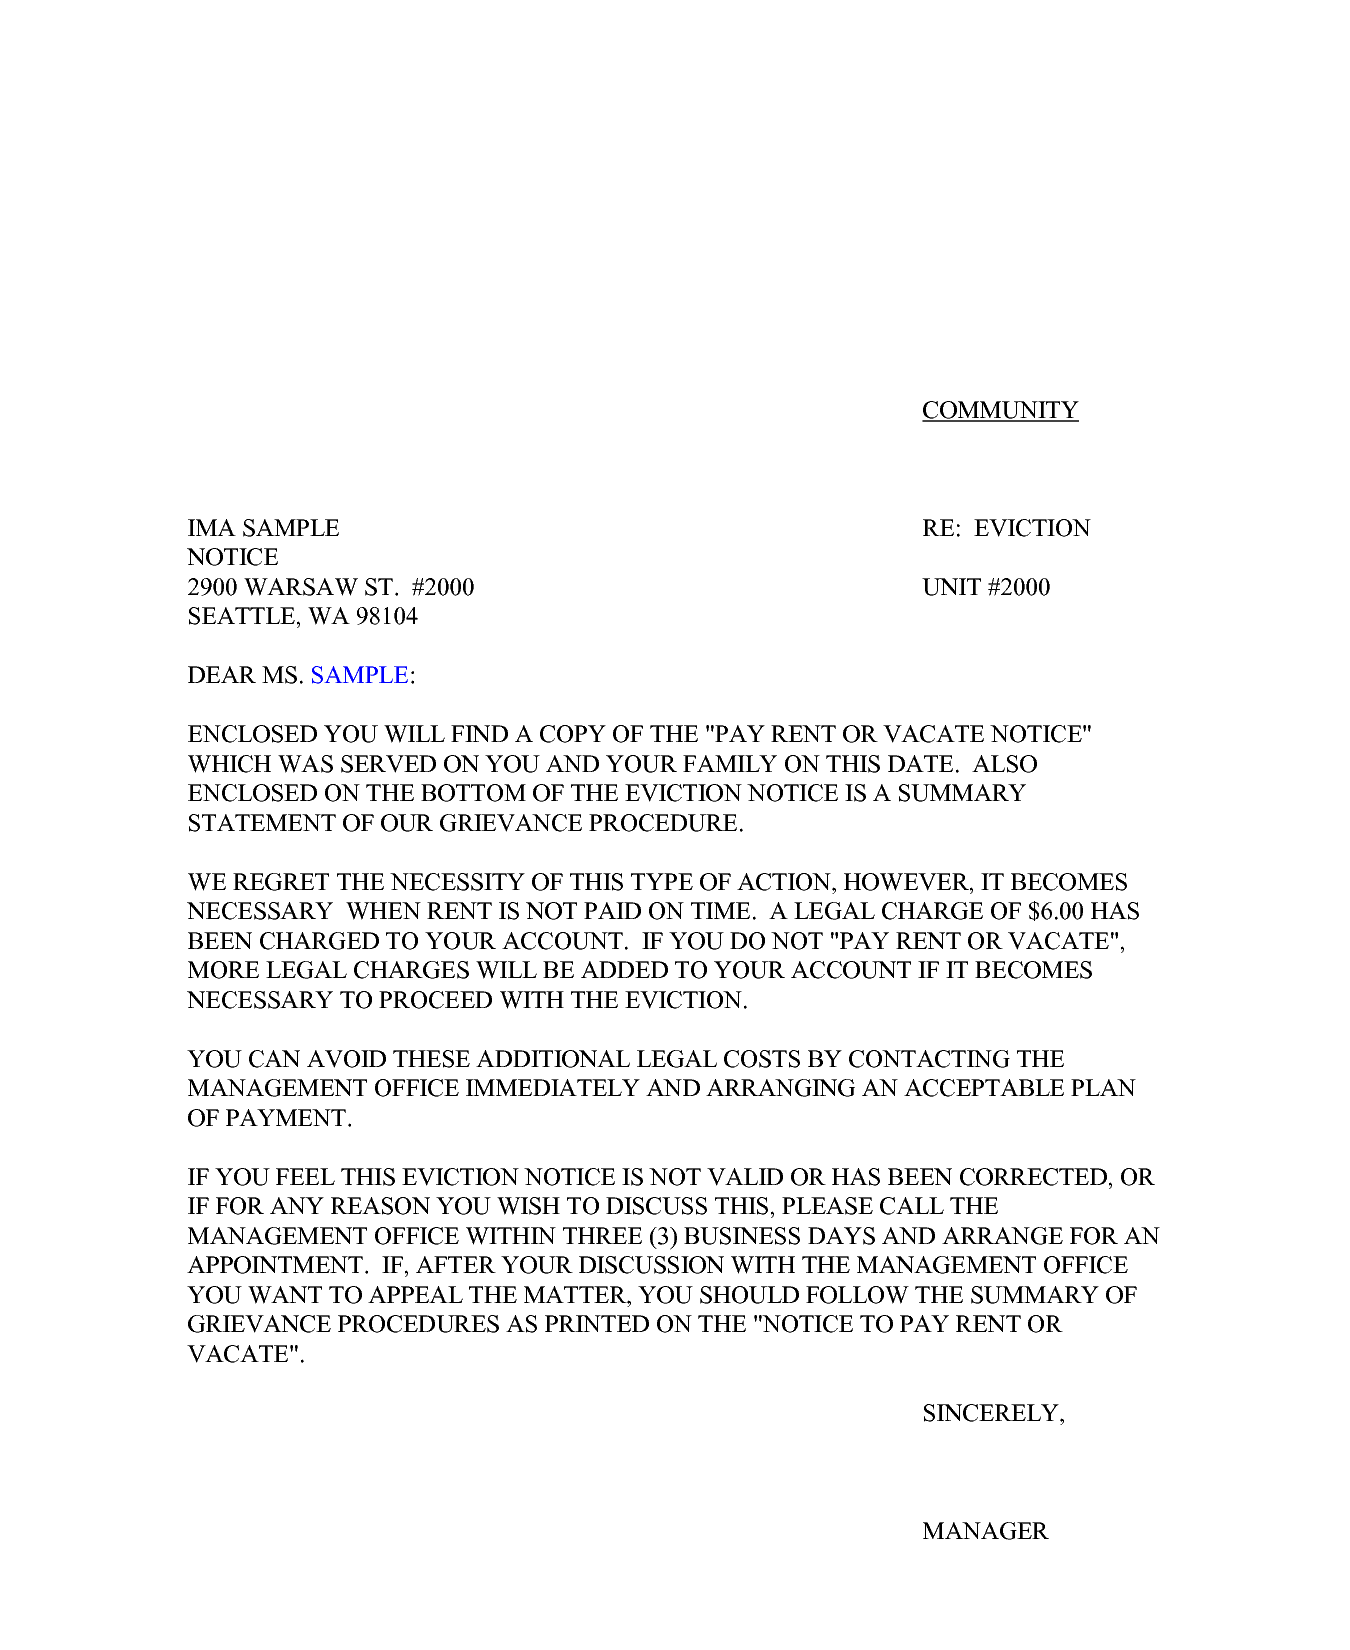 COMMUNITY
IMA SAMPLE RE:  EVICTION
NOTICE
2900 WARSAW ST.  #2000 UNIT #2000
SEATTLE, WA 98104
DEAR MS. SAMPLE:
ENCLOSED YOU WILL FIND A COPY OF THE "PAY RENT OR VACATE NOTICE"
WHICH WAS SERVED ON YOU AND YOUR FAMILY ON THIS DATE.  ALSO
ENCLOSED ON THE BOTTOM OF THE EVICTION NOTICE IS A SUMMARY
STATEMENT OF OUR GRIEVANCE PROCEDURE.
WE REGRET THE NECESSITY OF THIS TYPE OF ACTION, HOWEVER, IT BECOMES
NECESSARY  WHEN RENT IS NOT PAID ON TIME.  A LEGAL CHARGE OF $6.00 HAS
BEEN CHARGED TO YOUR ACCOUNT.  IF YOU DO NOT "PAY RENT OR VACATE",
MORE LEGAL CHARGES WILL BE ADDED TO YOUR ACCOUNT IF IT BECOMES
NECESSARY TO PROCEED WITH THE EVICTION.
YOU CAN AVOID THESE ADDITIONAL LEGAL COSTS BY CONTACTING THE
MANAGEMENT OFFICE IMMEDIATELY AND ARRANGING AN ACCEPTABLE PLAN
OF PAYMENT.
IF YOU FEEL THIS EVICTION NOTICE IS NOT VALID OR HAS BEEN CORRECTED, OR
IF FOR ANY REASON YOU WISH TO DISCUSS THIS, PLEASE CALL THE
MANAGEMENT OFFICE WITHIN THREE (3) BUSINESS DAYS AND ARRANGE FOR AN
APPOINTMENT.  IF, AFTER YOUR DISCUSSION WITH THE MANAGEMENT OFFICE
YOU WANT TO APPEAL THE MATTER, YOU SHOULD FOLLOW THE SUMMARY OF
GRIEVANCE PROCEDURES AS PRINTED ON THE "NOTICE TO PAY RENT OR
VACATE".
SINCERELY,
MANAGER